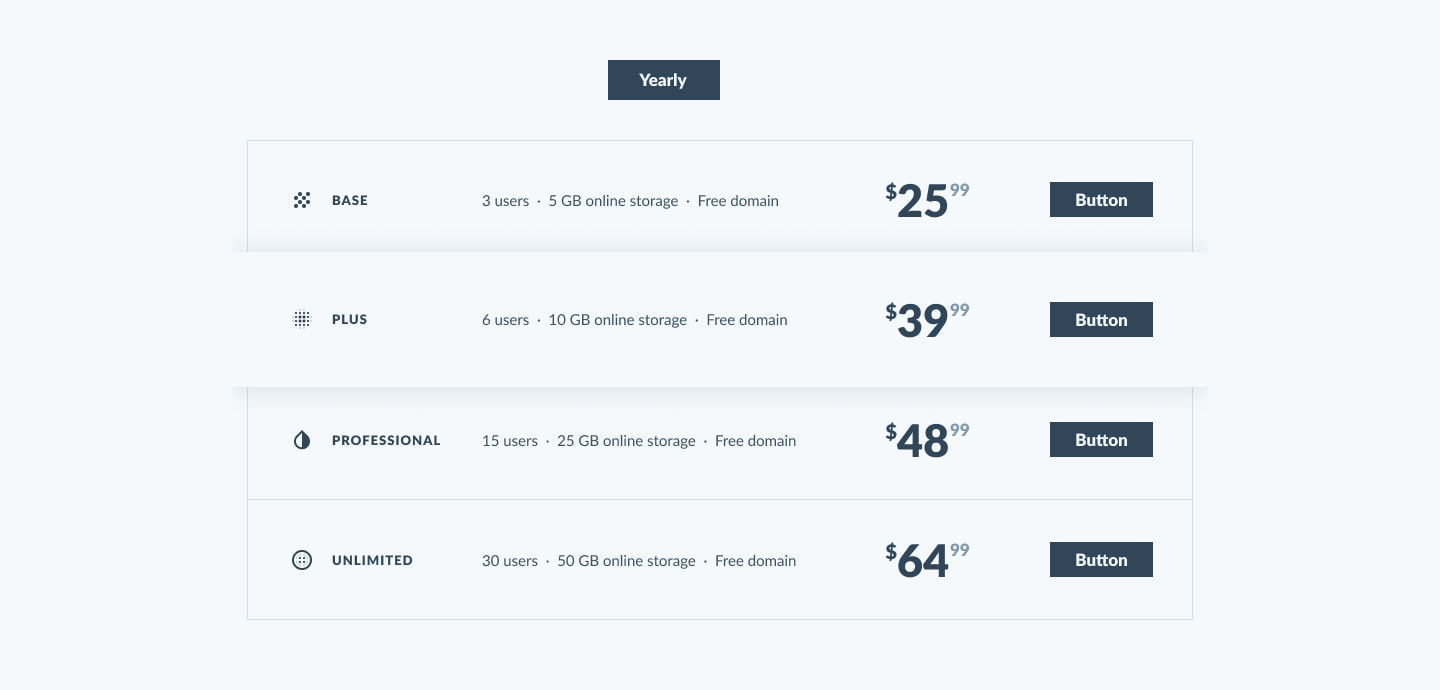 Yearly
BASE 3 users · 5 GB online storage · Free domain $25 99 Button
PLUS 6 users · 10 GB online storage · Free domain $39 99 Button
PROFESSIONAL 15 users · 25 GB online storage · Free domain $48 99 Button
UNLIMITED 30 users · 50 GB online storage · Free domain $64 99 Button